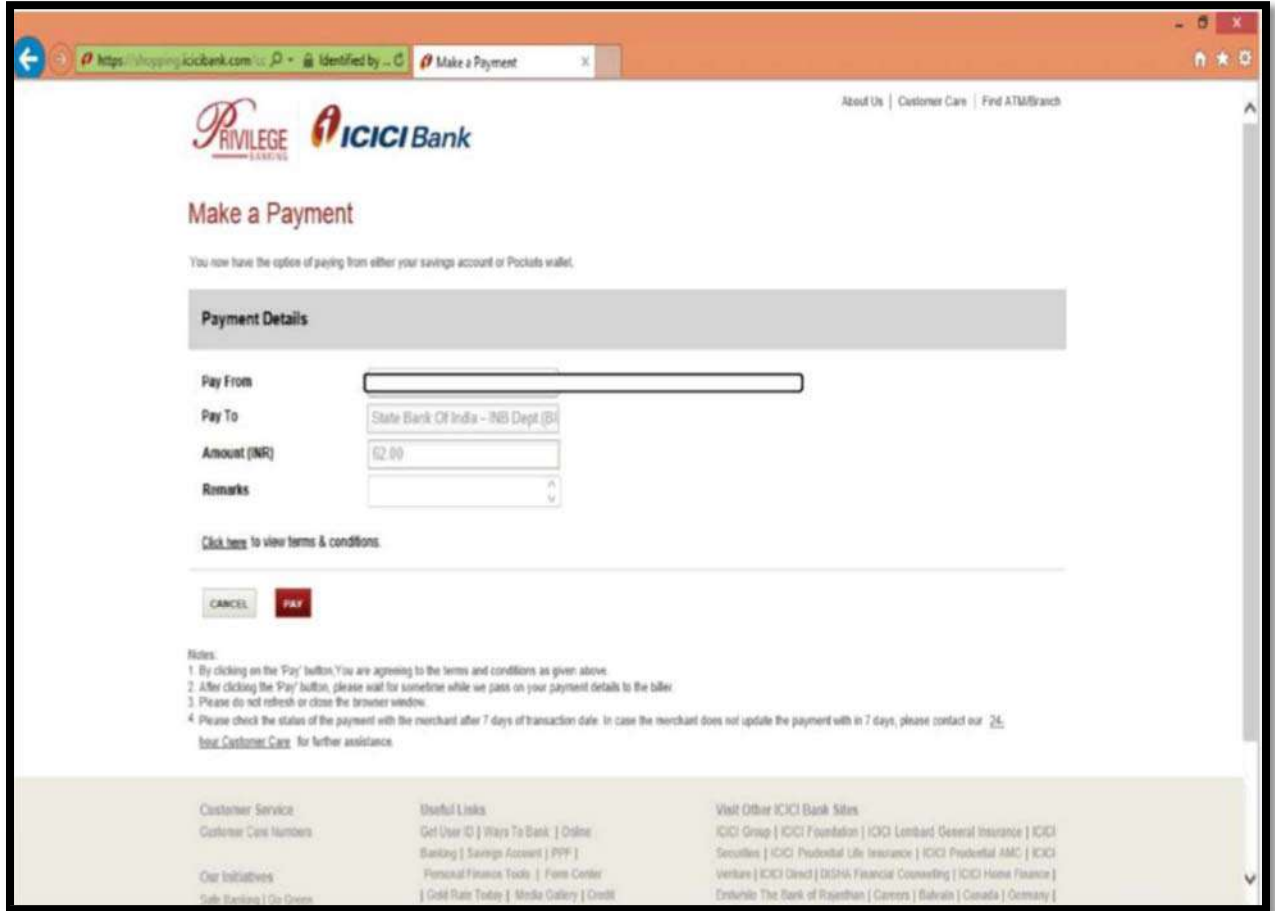 https://shopping.icicibank.com/cc
Identified by ...
Make a Payment
About Us | Customer Care | Find ATM/Branch
PRIVILEGE
BANKING
ICICI Bank
Make a Payment
You now have the option of paying from either your savings account or Pockets wallet.
Payment Details
Pay From
Pay To
State Bank Of India - INB Dept (BI
Amount (INR)
62.00
Remarks
Click here to view terms & conditions.
CANCEL
PAY
Notes:
1. By clicking on the 'Pay' button,You are agreeing to the terms and conditions as given above.
2. After clicking the 'Pay' button, please wait for sometime while we pass on your payment details to the biller.
3. Please do not refresh or close the browser window.
4. Please check the status of the payment with the merchant after 7 days of transaction date. In case the merchant does not update the payment with in 7 days, please contact our 24-
hour Customer Care for further assistance.
Customer Service
Customer Care Numbers
Our Initiatives
Safe Banking | Go Green
Useful Links
Get User ID | Ways To Bank | Online
Banking | Savings Account | PPF |
Personal Finance Tools | Form Center
| Gold Rate Today | Media Gallery | Credit
Visit Other ICICI Bank Sites
ICICI Group | ICICI Foundation | ICICI Lombard General Insurance | ICICI
Securities | ICICI Prudential Life Insurance | ICICI Prudential AMC | ICICI
Venture | ICICI Direct | DISHA Financial Counselling | ICICI Home Finance |
Erstwhile The Bank of Rajasthan | Careers | Bahrain | Canada | Germany |